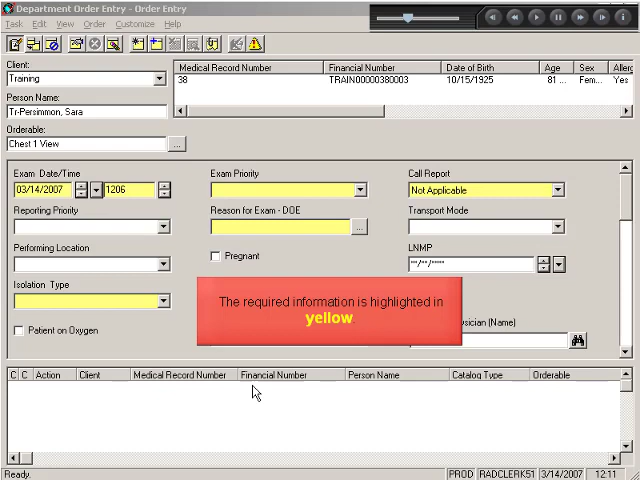 Department Order Entry - Order Entry
Task Edit View Order Customize Help
Client:
Training
Medical Record Number Financial Number Date of Birth Age Sex Allerg
38 TRAIN00000380003 10/15/1925 81 ... Fem... Yes
Person Name:
Tr-Persimmon, Sara
Orderable:
Chest 1 View
...
Exam Date/Time Exam Priority Call Report
03/14/2007 1206 Not Applicable
Reporting Priority Reason for Exam - DOE Transport Mode
...
Performing Location Pregnant LNMP
**/**/****
Isolation Type
The required information is highlighted in
yellow.
ysician (Name)
Patient on Oxygen
C C Action Client Medical Record Number Financial Number Person Name Catalog Type Orderable
Ready. PROD RADCLERK51 3/14/2007 12:11